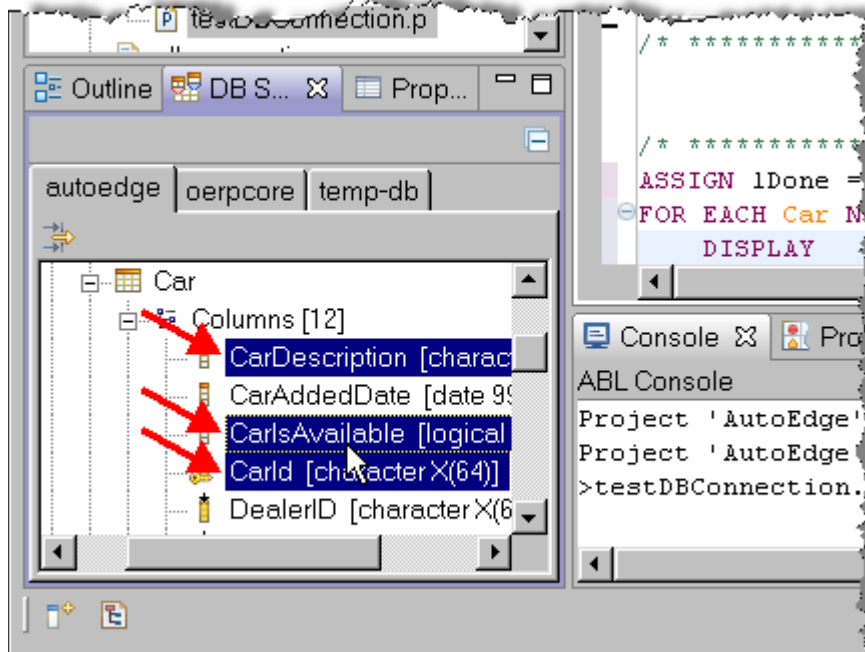 testDBConnection.p
Outline
DB S...
Prop...
autoedge
oerpcore
temp-db
Car
Columns [12]
CarDescription [charac
CarAddedDate [date 99
CarIsAvailable [logical
CarId [character X(64)]
DealerID [character X(6
/* ***********
/* ***********
ASSIGN lDone =
FOR EACH Car N
DISPLAY
Console
Pro
ABL Console
Project 'AutoEdge'
Project 'AutoEdge'
>testDBConnection.